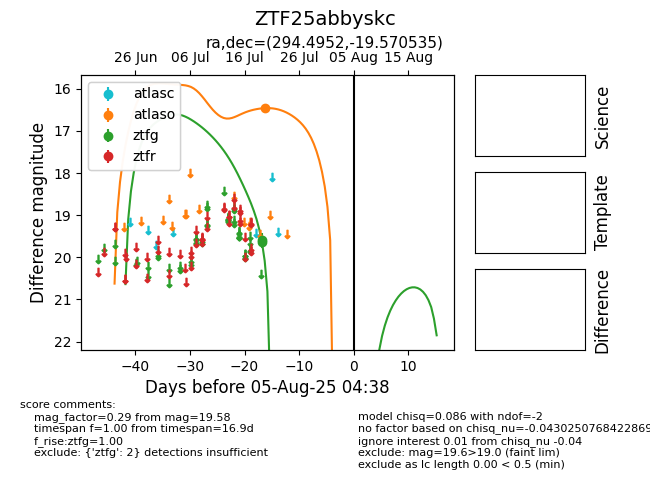 ZTF25abbyskc
ra,dec=(294.4952,-19.570535)
26 Jun 06 Jul 16 Jul 26 Jul 05 Aug 15 Aug
atlasc
atlaso
ztfg
ztfr
16
17
18
19
20
21
22
Difference magnitude
−40 −30 −20 −10 0 10
Days before 05-Aug-25 04:38
Science
Template
Difference
score comments:
mag_factor=0.29 from mag=19.58
timespan f=1.00 from timespan=16.9d
f_rise:ztfg=1.00
exclude: {'ztfg': 2} detections insufficient
model chisq=0.086 with ndof=-2
no factor based on chisq_nu=-0.0430250768422869
ignore interest 0.01 from chisq_nu -0.04
exclude: mag=19.6>19.0 (faint lim)
exclude as lc length 0.00 < 0.5 (min)